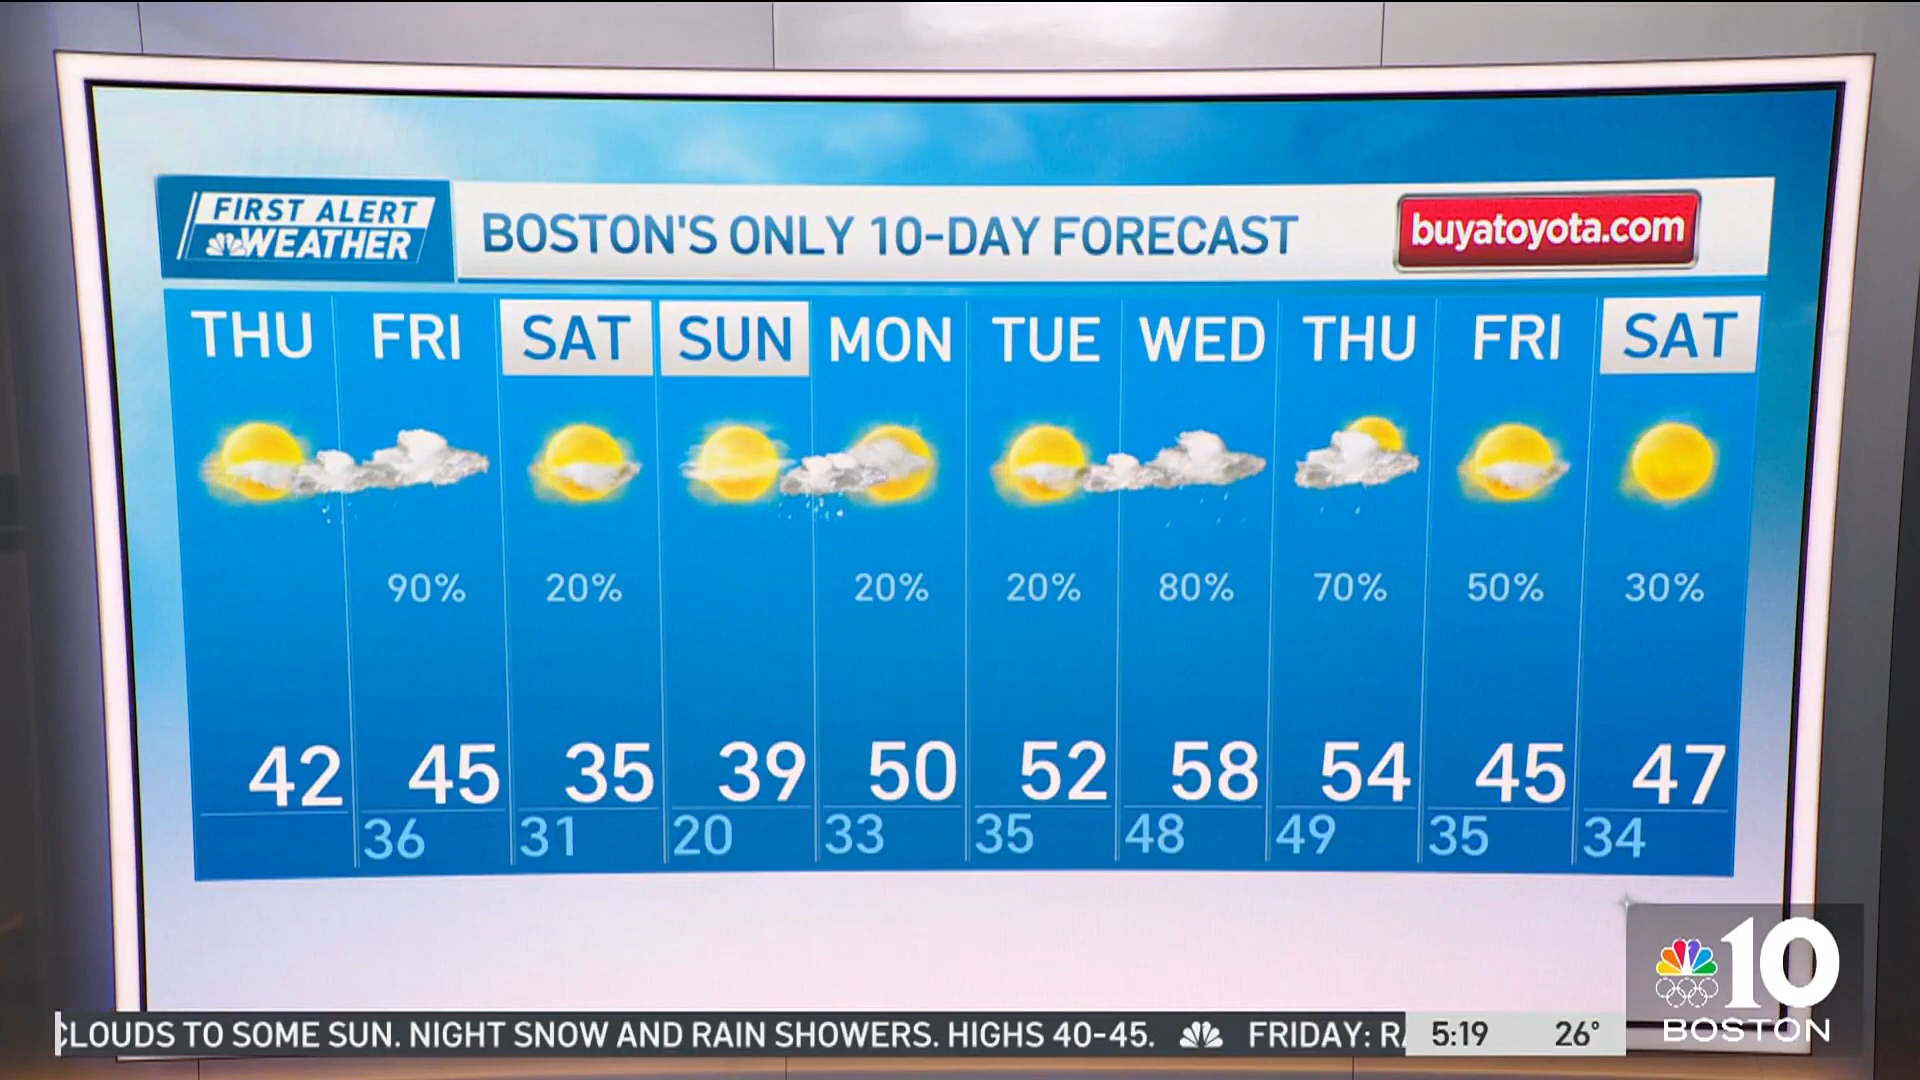 FIRST ALERT
WEATHER
BOSTON'S ONLY 10-DAY FORECAST
buyatoyota.com
THU FRI SAT SUN MON TUE WED THU FRI SAT
90% 20% 20% 20% 80% 70% 50% 30%
42 45 35 39 50 52 58 54 45 47
36 31 20 33 35 48 49 35 34
10
BOSTON
CLOUDS TO SOME SUN. NIGHT SNOW AND RAIN SHOWERS. HIGHS 40-45. FRIDAY: RA
5:19 26°